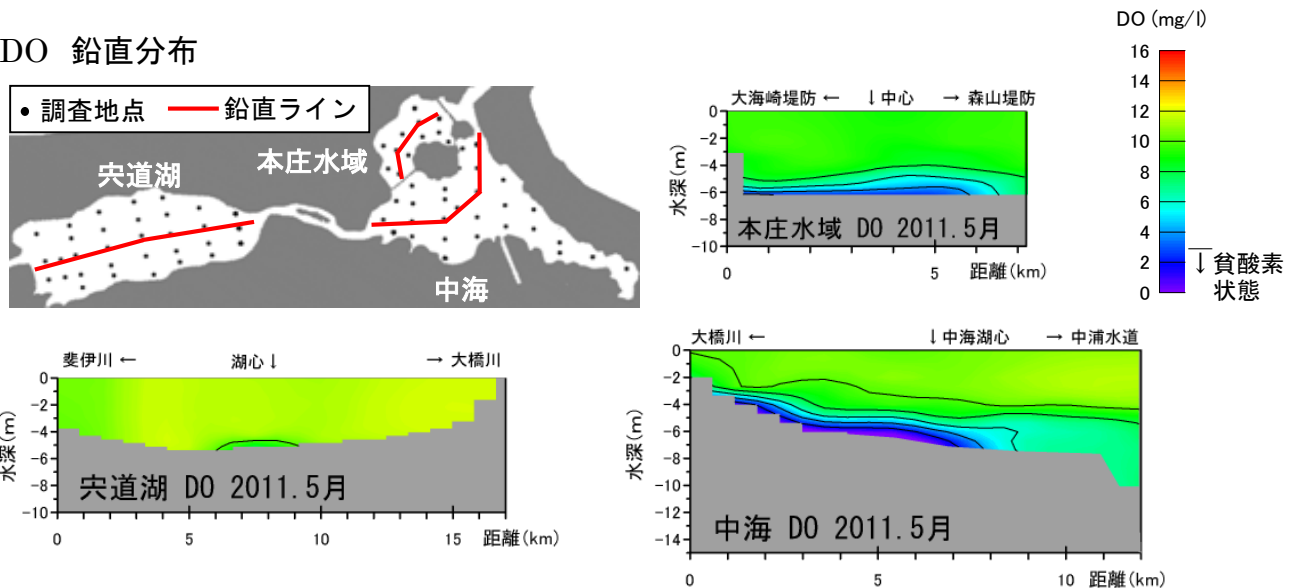 DO 鉛直分布
• 調査地点 ― 鉛直ライン
宍道湖
本庄水域
中海
大海崎堤防 ← ↓中心 → 森山堤防
水深(m)
0
-2
-4
-6
-8
-10
本庄水域 DO 2011.5月
0 5 距離(km)
DO (mg/l)
16
14
12
10
8
6
4
2
0
↓ 貧酸素
状態
斐伊川 ← 湖心↓ → 大橋川
水深(m)
0
-2
-4
-6
-8
-10
宍道湖 DO 2011.5月
0 5 10 15 距離(km)
大橋川 ← ↓中海湖心 → 中浦水道
水深(m)
0
-2
-4
-6
-8
-10
-12
-14
中海 DO 2011.5月
0 5 10 距離(km)